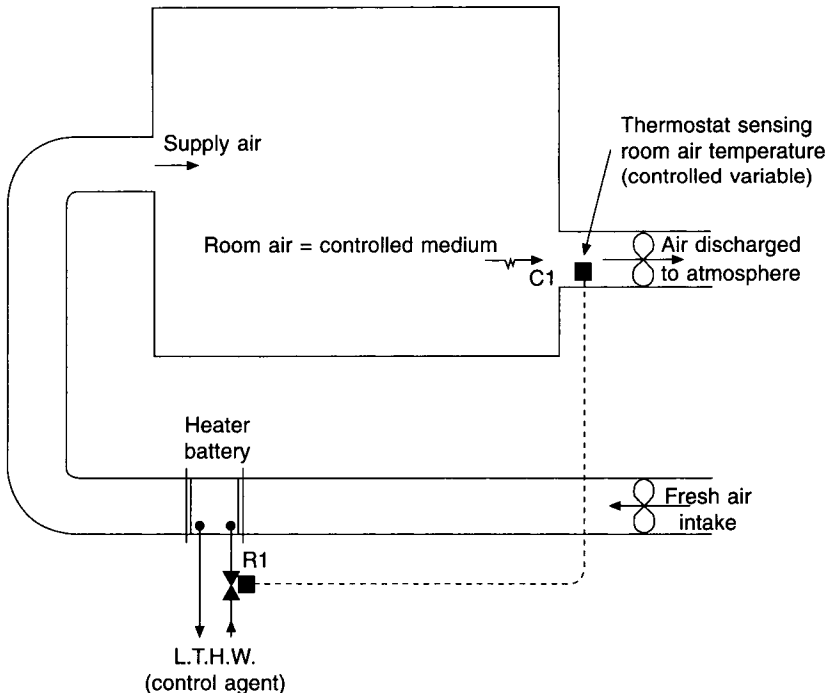 Supply air
Thermostat sensing
room air temperature
(controlled variable)
Room air = controlled medium
C1
Air discharged
to atmosphere
Heater
battery
Fresh air
intake
R1
L.T.H.W.
(control agent)